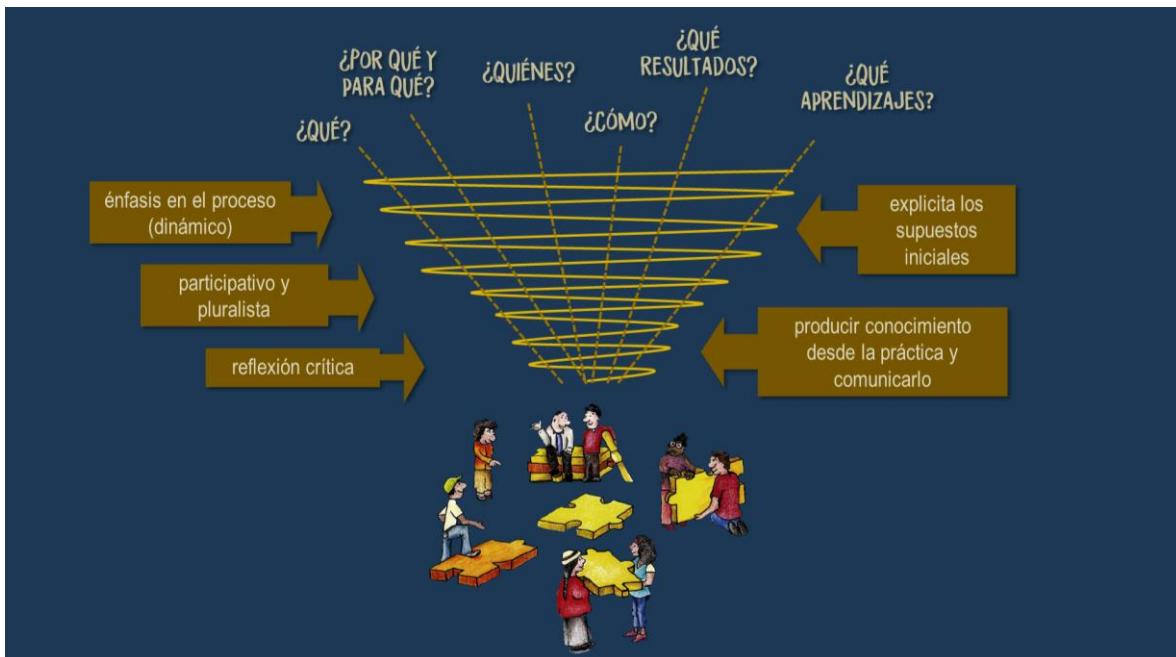 ¿QUÉ?
¿POR QUÉ Y
PARA QUÉ?
¿QUIÉNES?
¿CÓMO?
¿QUÉ
RESULTADOS?
¿QUÉ
APRENDIZAJES?
énfasis en el proceso
(dinámico)
participativo y
pluralista
reflexión crítica
explicita los
supuestos
iniciales
producir conocimiento
desde la práctica y
comunicarlo